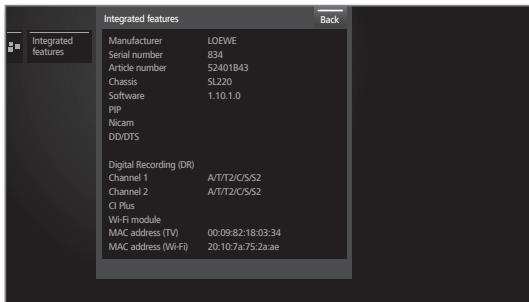 Integrated features
Back
Integrated
features
Manufacturer LOEWE
Serial number 834
Article number 52401B43
Chassis SL220
Software 1.10.1.0
PIP
Nicam
DD/DTS
Digital Recording (DR)
Channel 1 A/T/T2/C/S/S2
Channel 2 A/T/T2/C/S/S2
CI Plus
Wi-Fi module
MAC address (TV) 00:09:82:18:03:34
MAC address (Wi-Fi) 20:10:7a:75:2a:ae